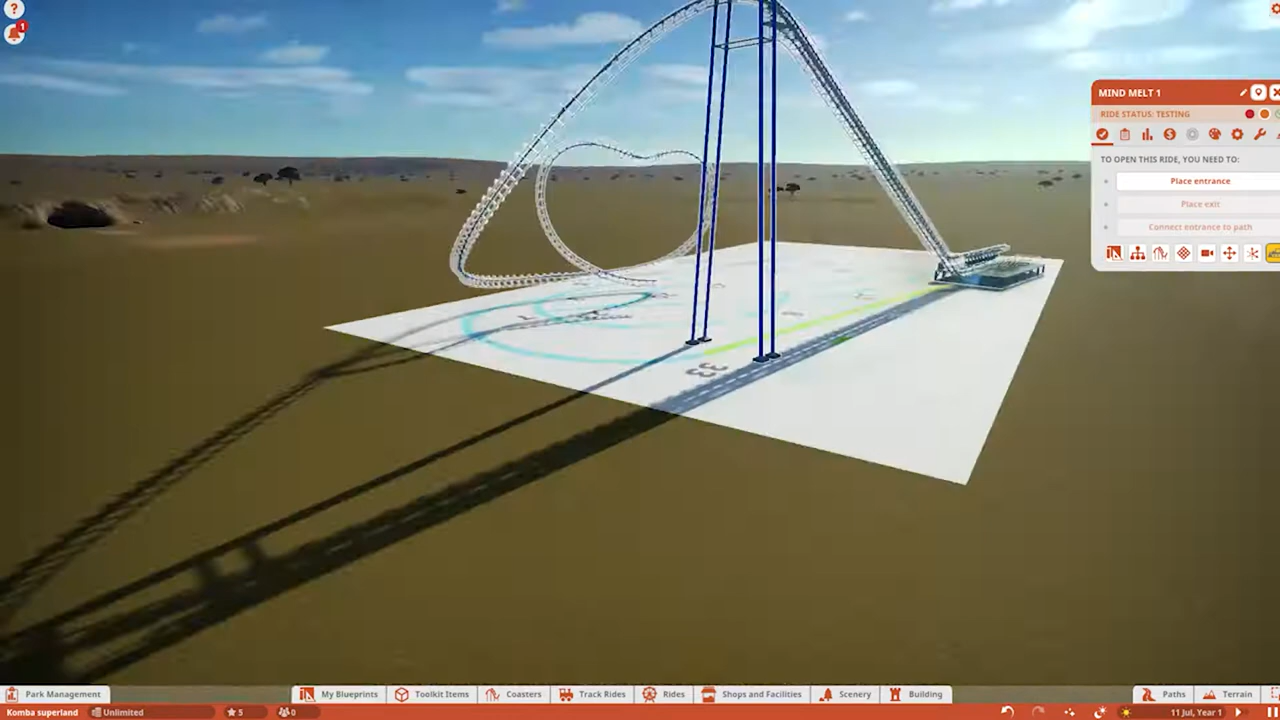 ?
1
MIND MELT 1
RIDE STATUS: TESTING
TO OPEN THIS RIDE, YOU NEED TO:
Place entrance
Place exit
Connect entrance to path
33
Park Management
My Blueprints
Toolkit Items
Coasters
Track Rides
Rides
Shops and Facilities
Scenery
Building
Paths
Terrain
Komba superland
Unlimited
5
0
11 Jul, Year 1